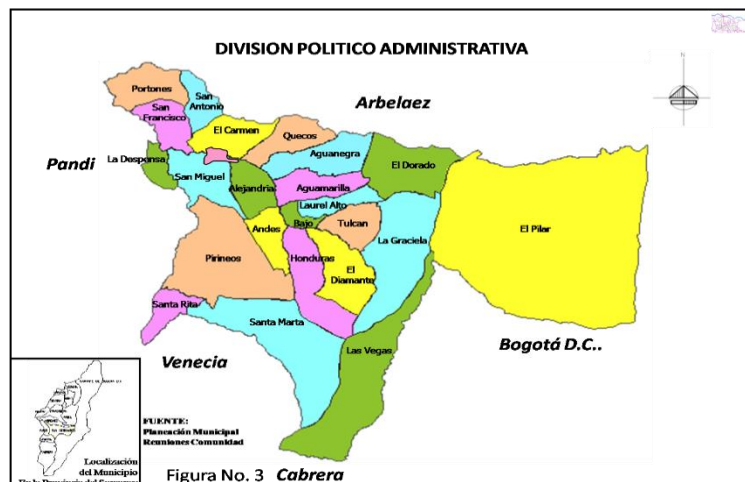 DIVISION POLITICO ADMINISTRATIVA
N
Arbelaez
Portones
San
Antonio
San
Francisco
El Carmen
Quecos
Pandi
La Despensa
San Miguel
Aguanegra
El Dorado
Alejandria
Aguamarilla
Laurel Alto
Bajo
Tulcan
Andes
La Graciela
El Pilar
Pirineos
Honduras
El
Diamante
Santa Rita
Santa Marta
Las Vegas
Venecia
Bogotá D.C..
FUENTE:
Planeación Municipal
Reuniones Comunidad
Localización
del Municipio
Figura No. 3 Cabrera